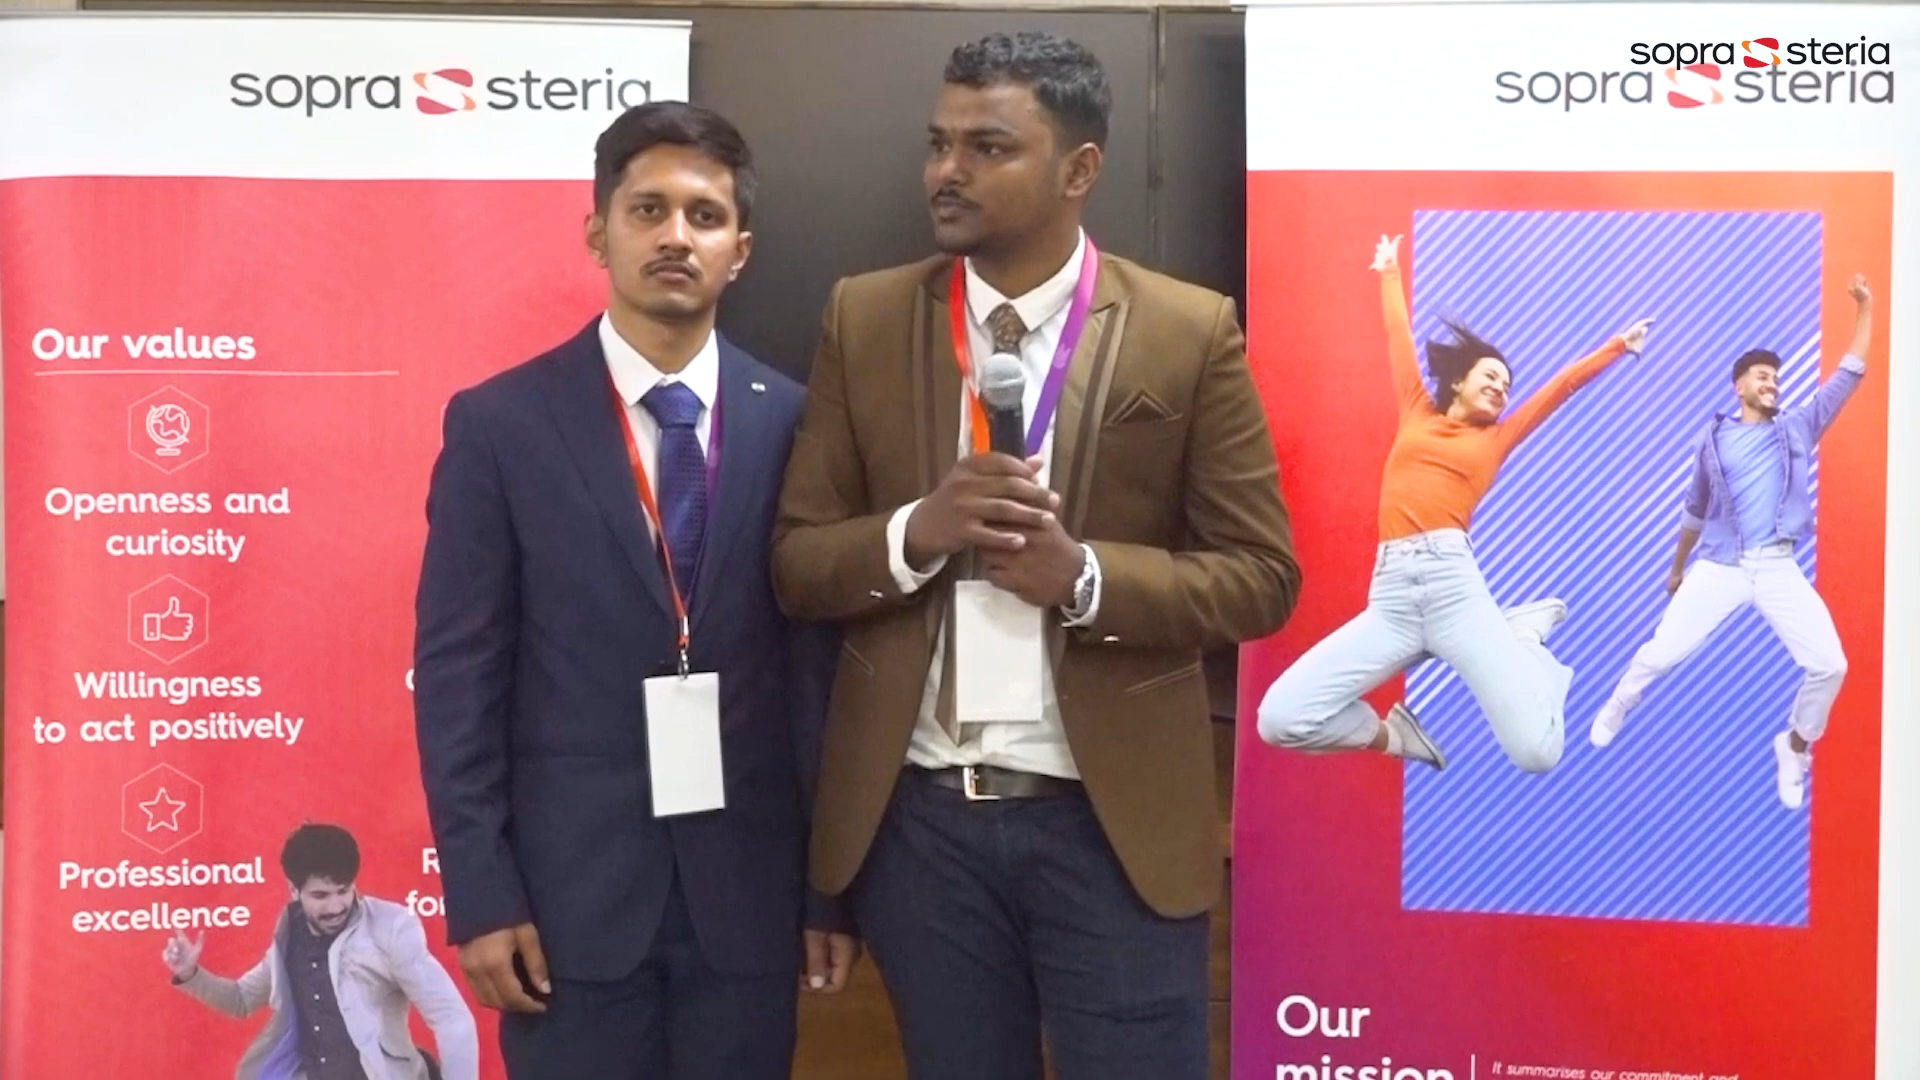 sopra steria
Our values
Openness and
curiosity
Willingness
to act positively
Professional
excellence
sopra steria
sopra steria
Our
mission
It summarises our commitment and